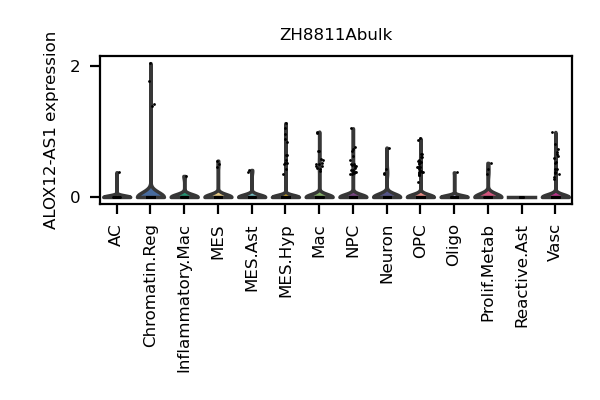 ZH8811Abulk
ALOX12-AS1 expression
2
0
AC
Chromatin.Reg
Inflammatory.Mac
MES
MES.Ast
MES.Hyp
Mac
NPC
Neuron
OPC
Oligo
Prolif.Metab
Reactive.Ast
Vasc